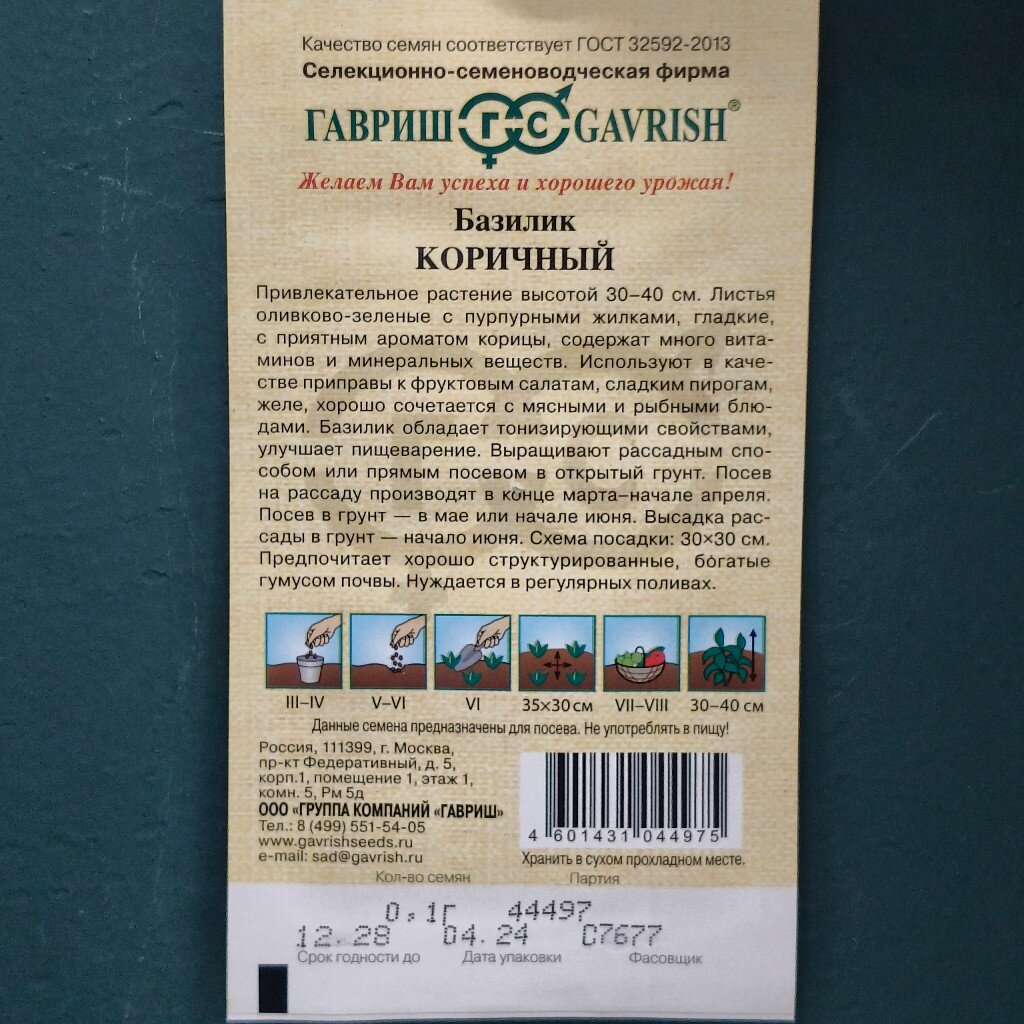 Качество семян соответствует ГОСТ 32592-2013
Селекционно-семеноводческая фирма
ГАВРИШ ГС GAVRISH®
Желаем Вам успеха и хорошего урожая!
Базилик
КОРИЧНЫЙ
Привлекательное растение высотой 30–40 см. Листья
оливково-зеленые с пурпурными жилками, гладкие,
с приятным ароматом корицы, содержат много вита-
минов и минеральных веществ. Используют в каче-
стве приправы к фруктовым салатам, сладким пирогам,
желе, хорошо сочетается с мясными и рыбными блю-
дами. Базилик обладает тонизирующими свойствами,
улучшает пищеварение. Выращивают рассадным спо-
собом или прямым посевом в открытый грунт. Посев
на рассаду производят в конце марта–начале апреля.
Посев в грунт — в мае или начале июня. Высадка рас-
сады в грунт — начало июня. Схема посадки: 30×30 см.
Предпочитает хорошо структурированные, богатые
гумусом почвы. Нуждается в регулярных поливах.
III–IV V–VI VI 35×30 см VII–VIII 30–40 см
Данные семена предназначены для посева. Не употреблять в пищу!
Россия, 111399, г. Москва,
пр-кт Федеративный, д. 5,
корп.1, помещение 1, этаж 1,
комн. 5, Рм 5д
ООО «ГРУППА КОМПАНИЙ «ГАВРИШ»
Тел.: 8 (499) 551-54-05
www.gavrishseeds.ru
e-mail: sad@gavrish.ru
4 601431 044975
Хранить в сухом прохладном месте.
Кол-во семян Партия
0,1г 44497
12.28 04.24 С7677
Срок годности до Дата упаковки Фасовщик